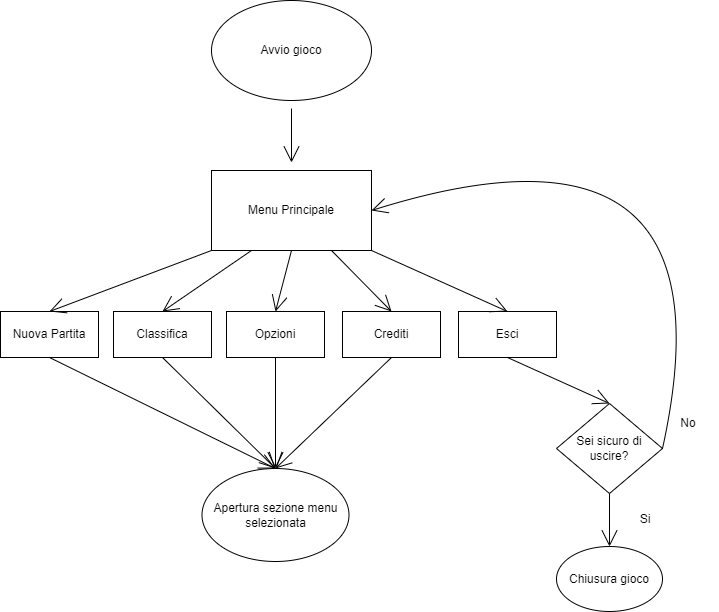 Avvio gioco
Menu Principale
Nuova Partita
Classifica
Opzioni
Crediti
Esci
Sei sicuro di
uscire?
No
Apertura sezione menu
selezionata
Si
Chiusura gioco